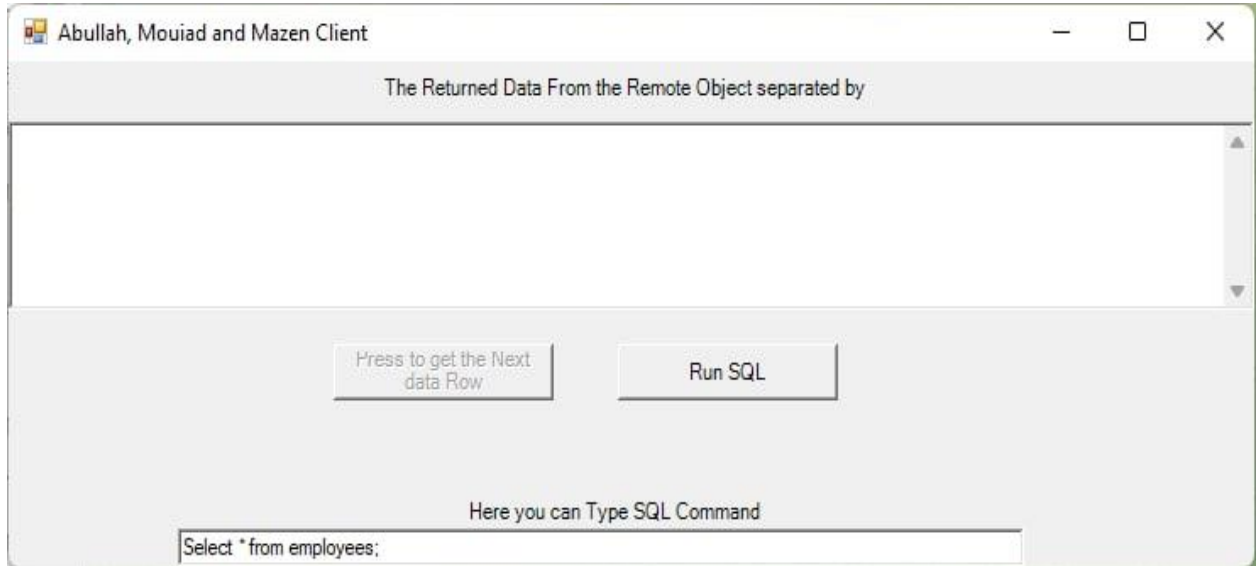 Abullah, Mouiad and Mazen Client
The Returned Data From the Remote Object separated by
Press to get the Next
data Row
Run SQL
Here you can Type SQL Command
Select * from employees;